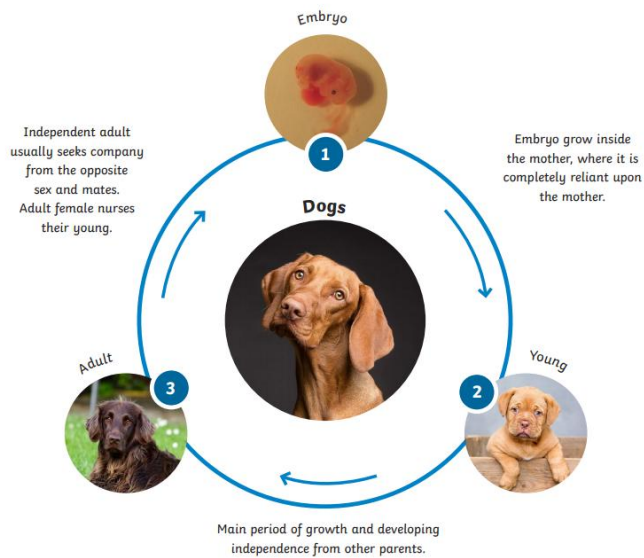 Embryo
1
Independent adult
usually seeks company
from the opposite
sex and mates.
Adult female nurses
their young.
Embryo grow inside
the mother, where it is
completely reliant upon
the mother.
Dogs
Adult
3
Young
2
Main period of growth and developing
independence from other parents.